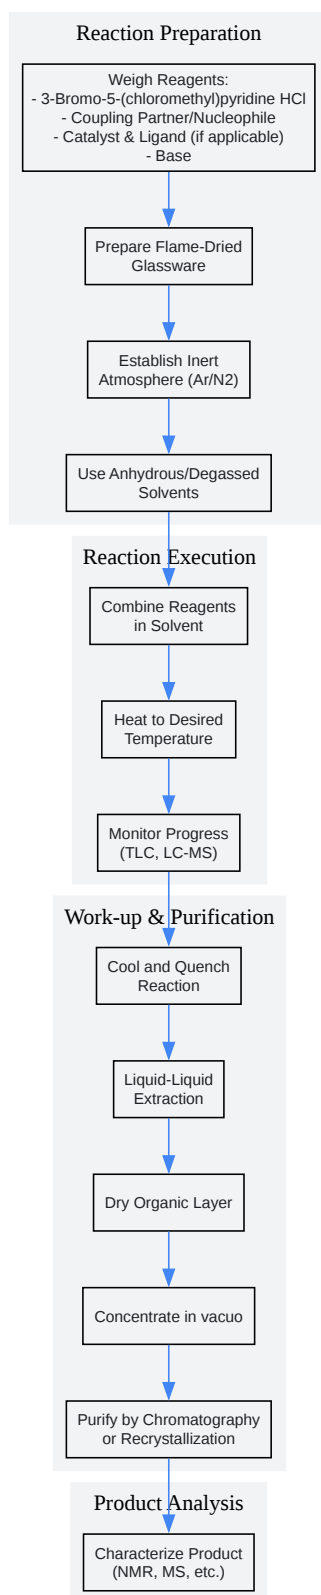 Reaction Preparation
Weigh Reagents:
- 3-Bromo-5-(chloromethyl)pyridine HCl
- Coupling Partner/Nucleophile
- Catalyst & Ligand (if applicable)
- Base
Prepare Flame-Dried
Glassware
Establish Inert
Atmosphere (Ar/N2)
Use Anhydrous/Degassed
Solvents
Reaction Execution
Combine Reagents
in Solvent
Heat to Desired
Temperature
Monitor Progress
(TLC, LC-MS)
Work-up & Purification
Cool and Quench
Reaction
Liquid-Liquid
Extraction
Dry Organic Layer
Concentrate in vacuo
Purify by Chromatography
or Recrystallization
Product Analysis
Characterize Product
(NMR, MS, etc.)